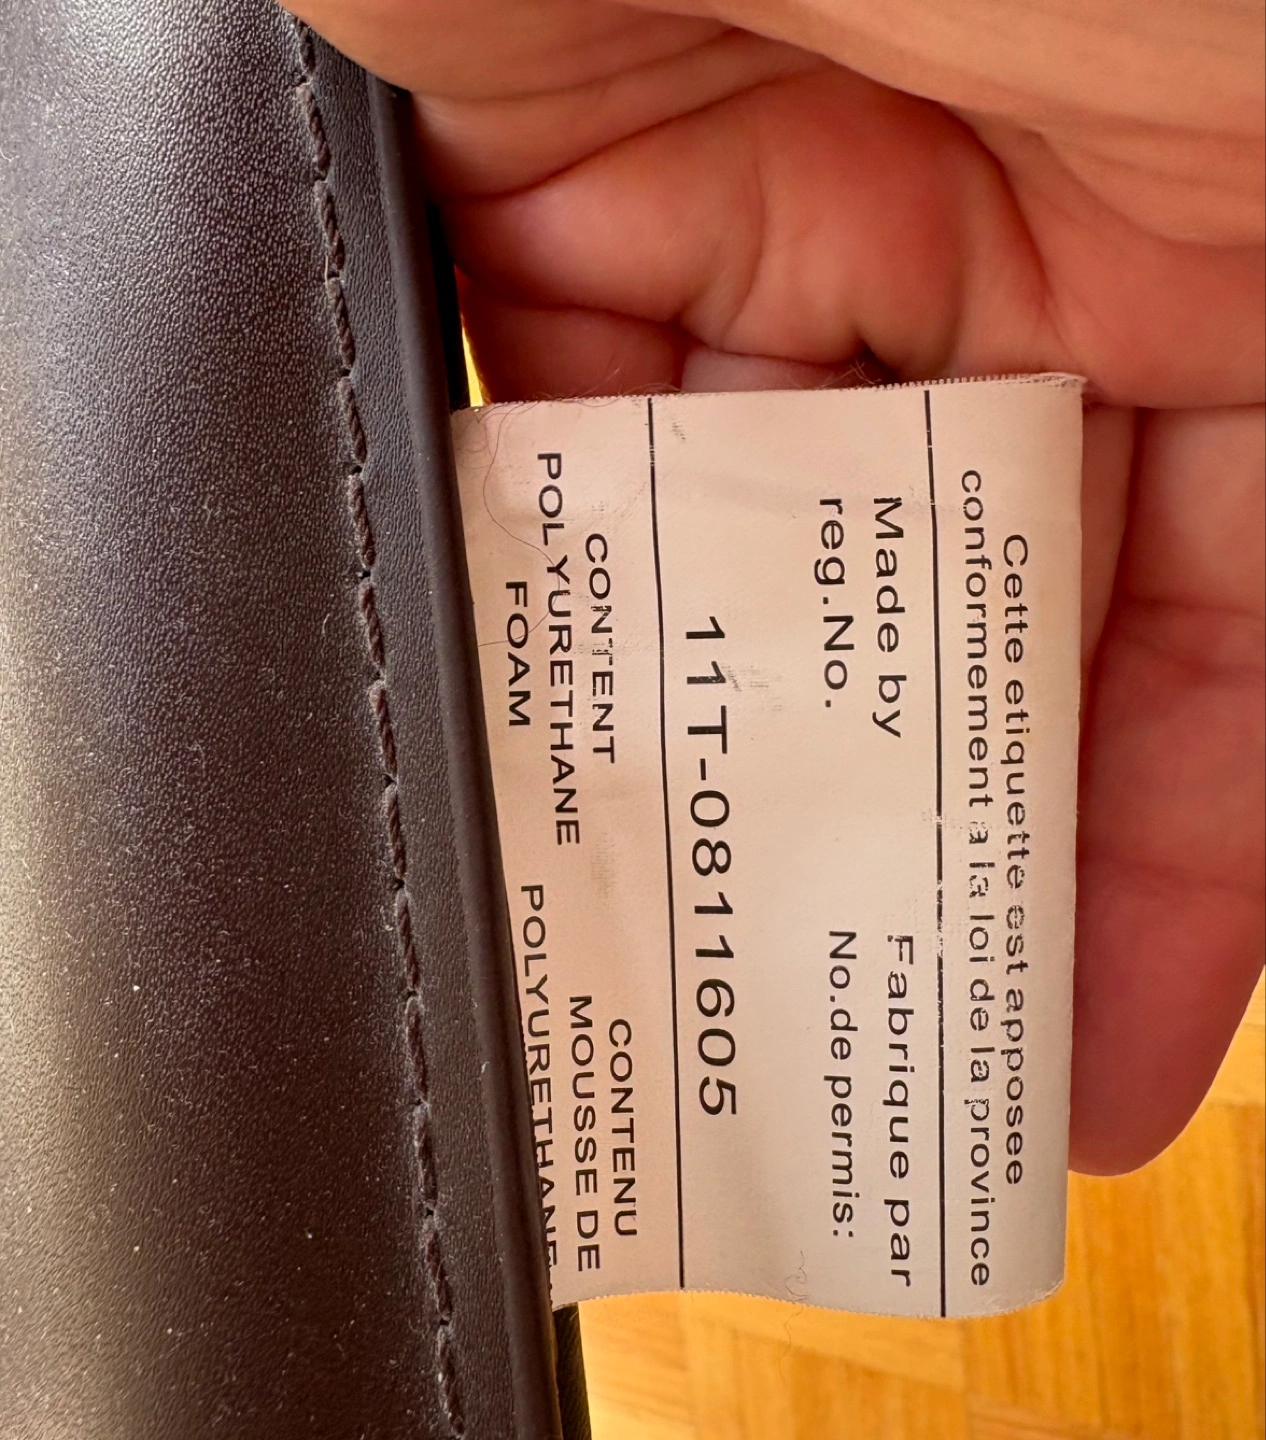 Cette etiquette est apposee
conformement a la loi de la province
Made by
reg.No.
Fabrique par
No.de permis:
11T-0811605
CONTENT
POLYURETHANE
FOAM
CONTENU
MOUSSE DE
POLYURETHANE